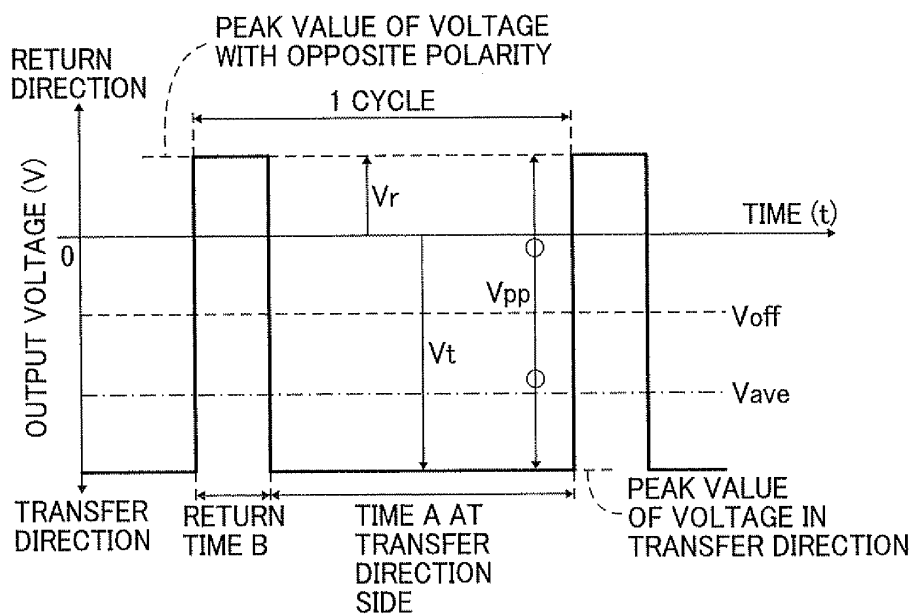 PEAK VALUE OF VOLTAGE
WITH OPPOSITE POLARITY
RETURN
DIRECTION
1 CYCLE
OUTPUT VOLTAGE (V)
Vr
TIME (t)
0
Vpp
Voff
Vt
Vave
TRANSFER
DIRECTION
RETURN
TIME B
TIME A AT
TRANSFER
DIRECTION
SIDE
PEAK VALUE
OF VOLTAGE IN
TRANSFER DIRECTION